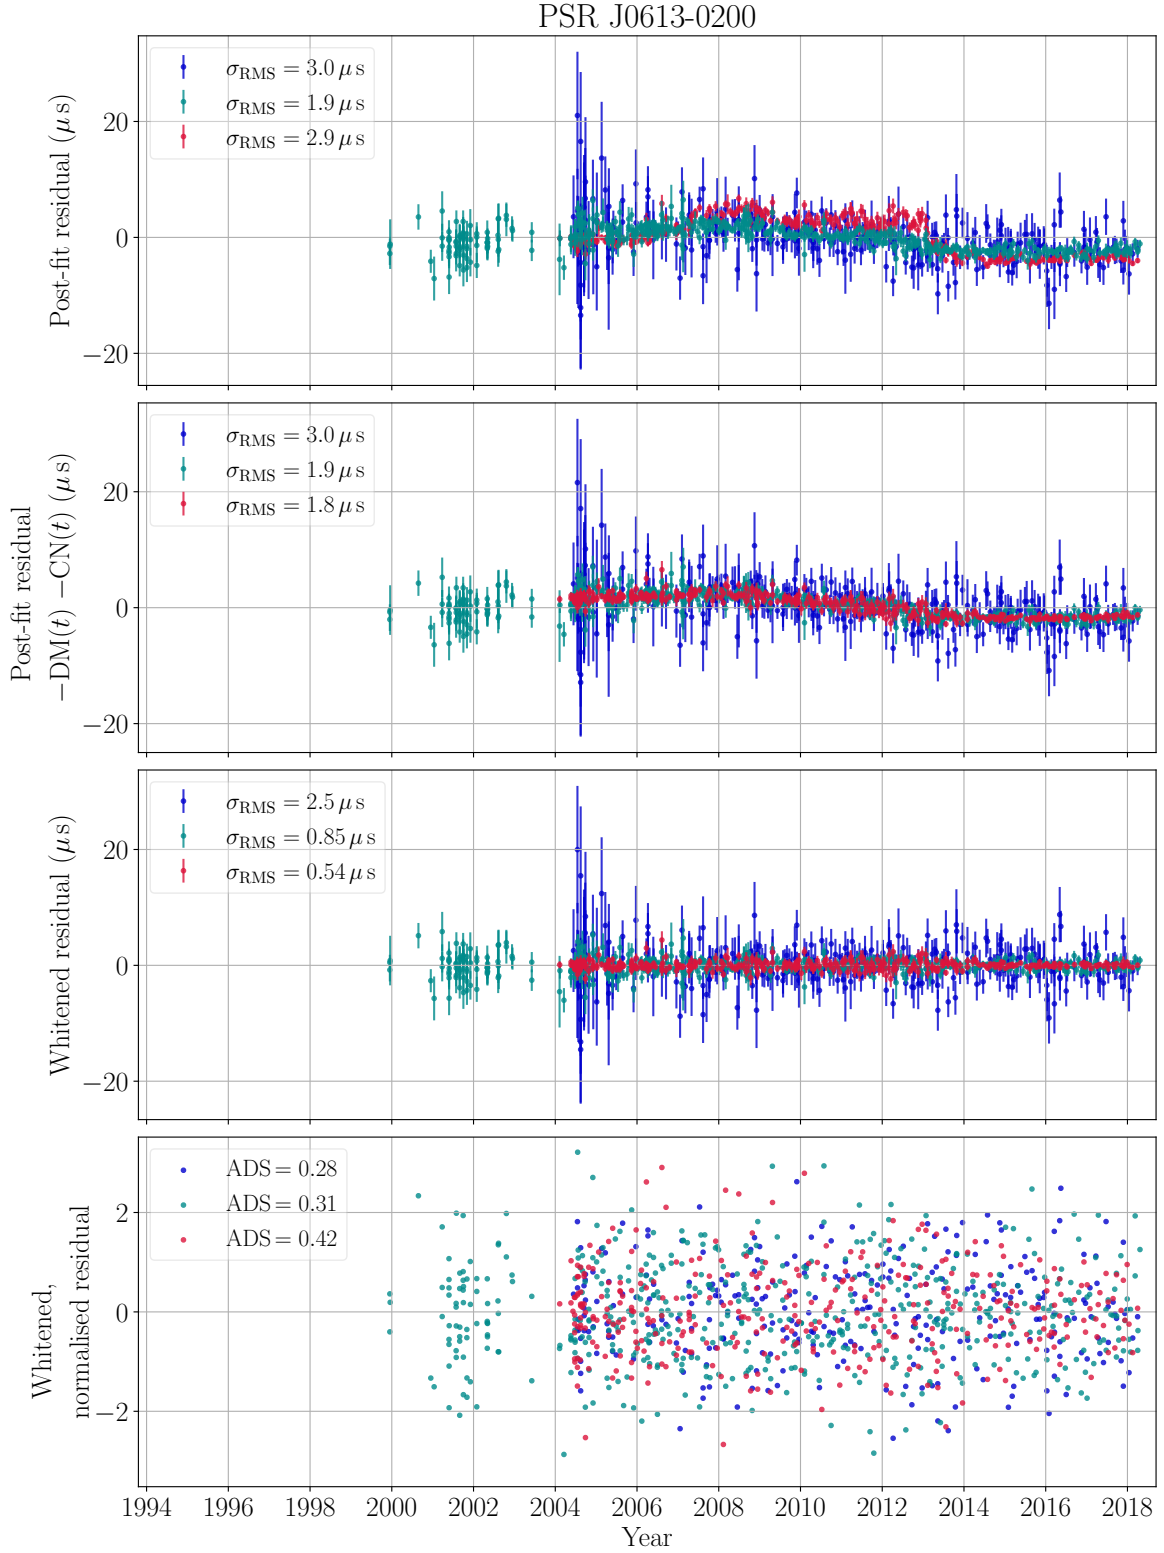 PSR J0613-0200
σRMS = 3.0 μs
σRMS = 1.9 μs
σRMS = 2.9 μs
Post-fit residual (μs)
20
0
−20
σRMS = 3.0 μs
σRMS = 1.9 μs
σRMS = 1.8 μs
Post-fit residual
−DM(t) −CN(t) (μs)
20
0
−20
σRMS = 2.5 μs
σRMS = 0.85 μs
σRMS = 0.54 μs
Whitened residual (μs)
20
0
−20
ADS = 0.28
ADS = 0.31
ADS = 0.42
Whitened,
normalised residual
2
0
−2
1994 1996 1998 2000 2002 2004 2006 2008 2010 2012 2014 2016 2018
Year